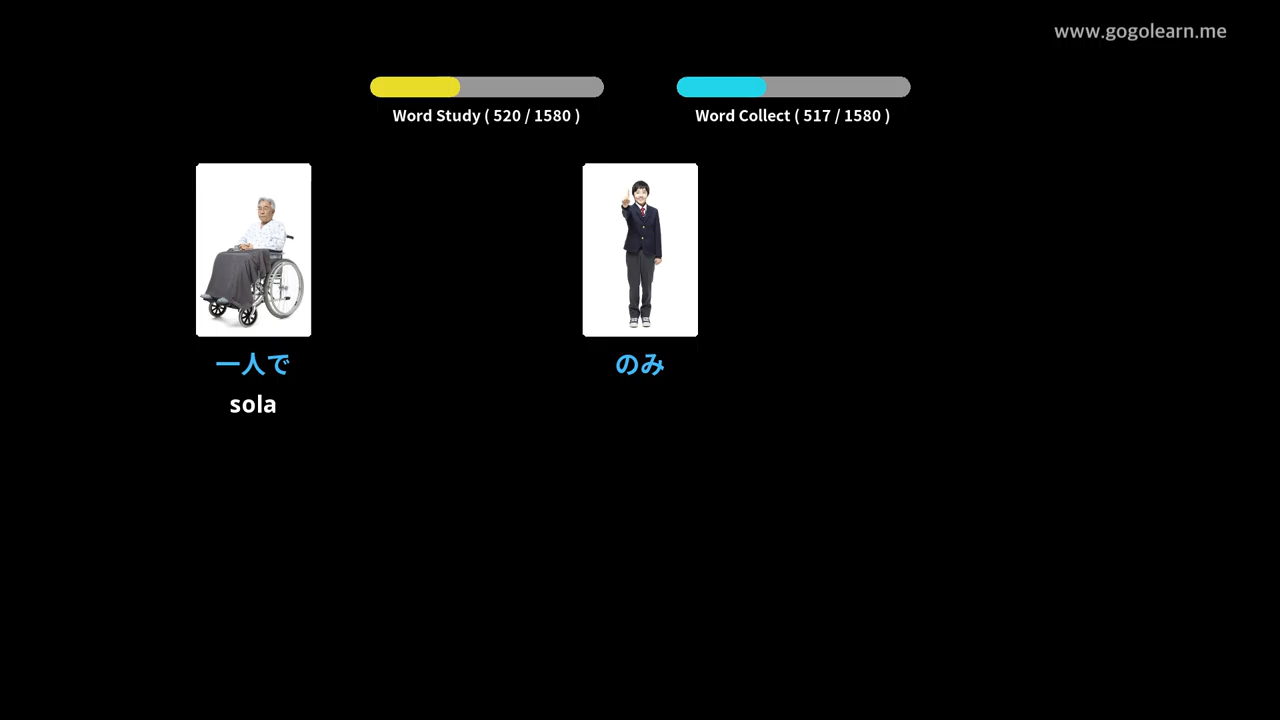 www.gogolearn.me
Word Study ( 520 / 1580 )
Word Collect ( 517 / 1580 )
一人で
のみ
sola